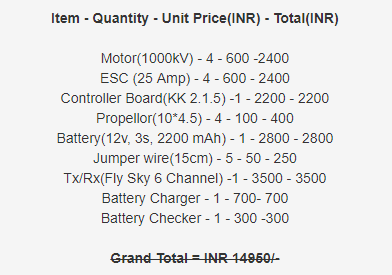 Item - Quantity - Unit Price(INR) - Total(INR)
Motor(1000kV) - 4 - 600 -2400
ESC (25 Amp) - 4 - 600 - 2400
Controller Board(KK 2.1.5) -1 - 2200 - 2200
Propellor(10*4.5) - 4 - 100 - 400
Battery(12v, 3s, 2200 mAh) - 1 - 2800 - 2800
Jumper wire(15cm) - 5 - 50 - 250
Tx/Rx(Fly Sky 6 Channel) -1 - 3500 - 3500
Battery Charger - 1 - 700- 700
Battery Checker - 1 - 300 -300
Grand Total = INR 14950/-